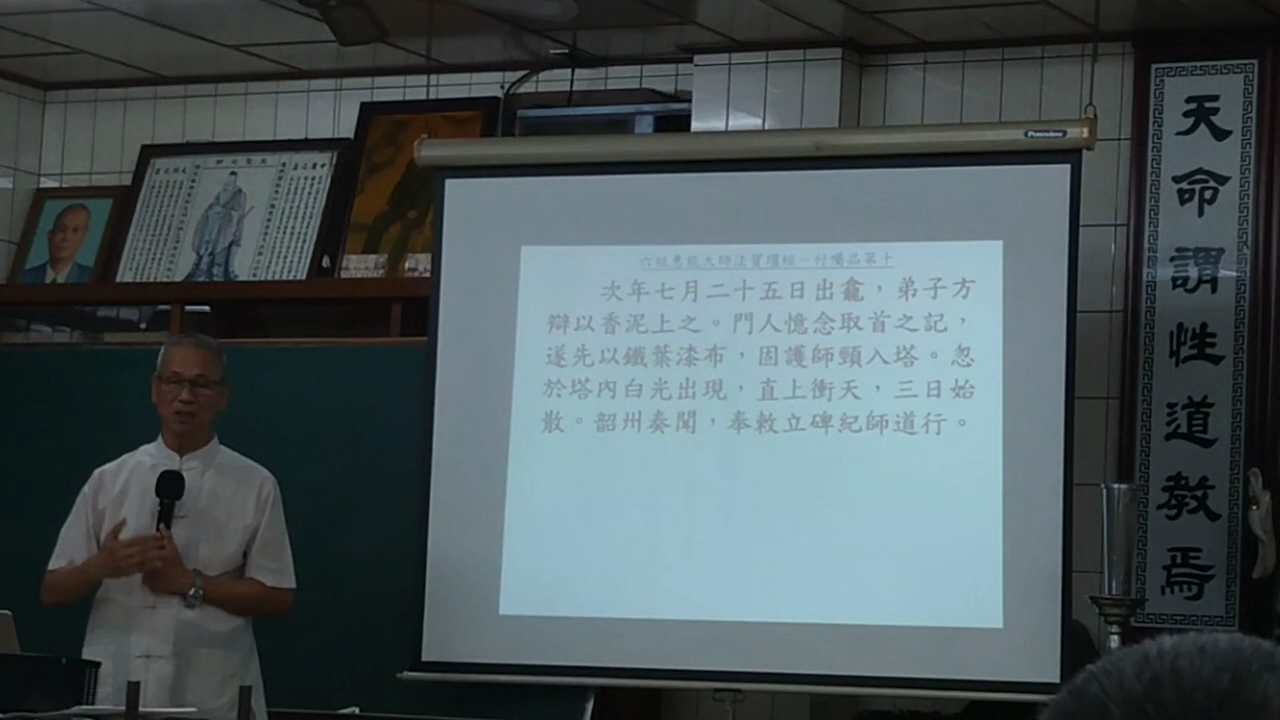 六祖惠能大師法寶壇經－付囑品第十
次年七月二十五日出龕，弟子方
辯以香泥上之。門人憶念取首之記，
遂先以鐵葉漆布，固護師頸入塔。忽
於塔內白光出現，直上衝天，三日始
散。韶州奏聞，奉敕立碑紀師道行。
天命謂性道教焉